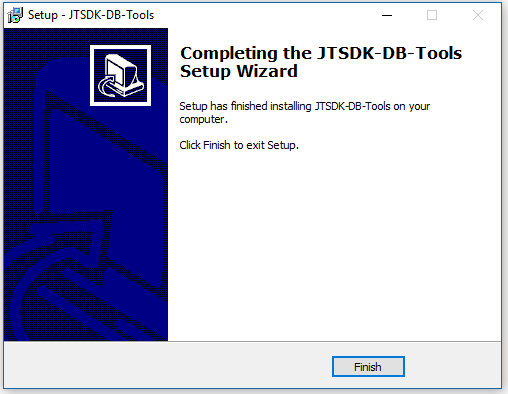 Setup - JTSDK-DB-Tools
Completing the JTSDK-DB-Tools
Setup Wizard
Setup has finished installing JTSDK-DB-Tools on your
computer.
Click Finish to exit Setup.
Finish